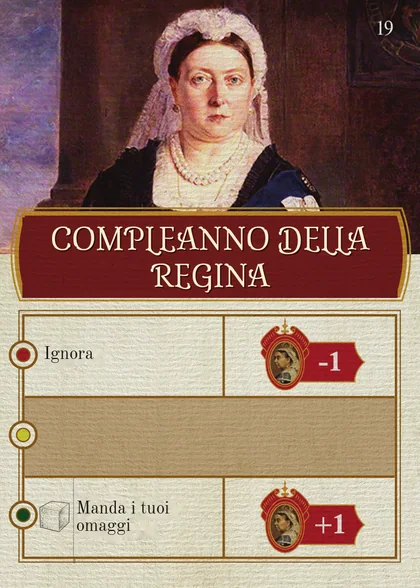 19
COMPLEANNO DELLA
REGINA
Ignora
-1
Manda i tuoi
omaggi
+1